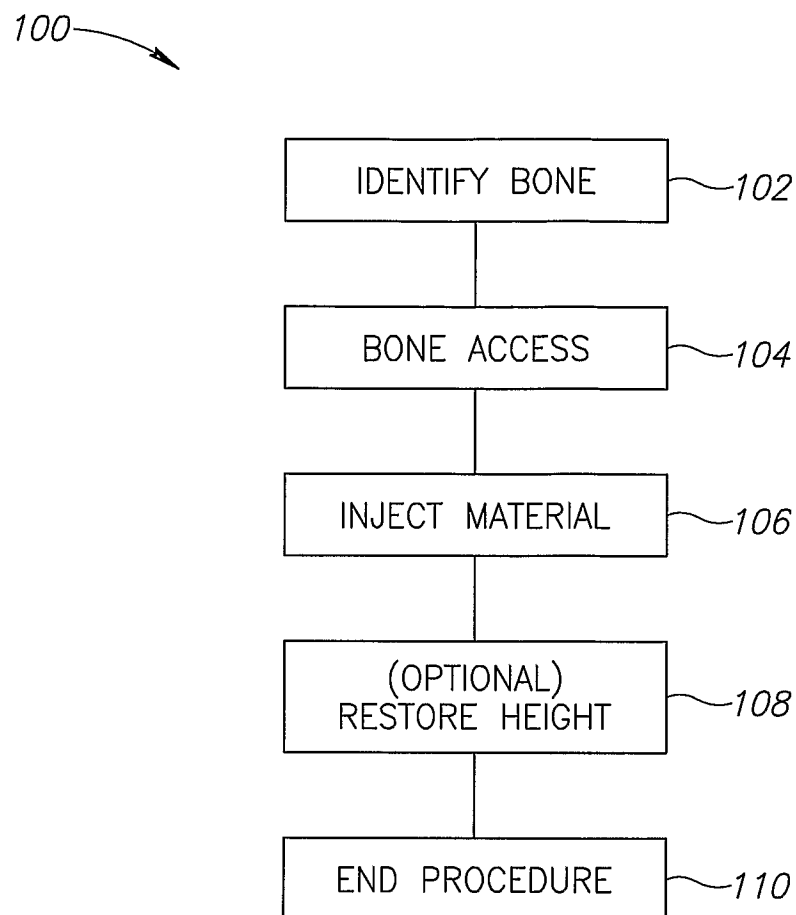 100
IDENTIFY BONE
102
BONE ACCESS
104
INJECT MATERIAL
106
(OPTIONAL)
RESTORE HEIGHT
108
END PROCEDURE
110